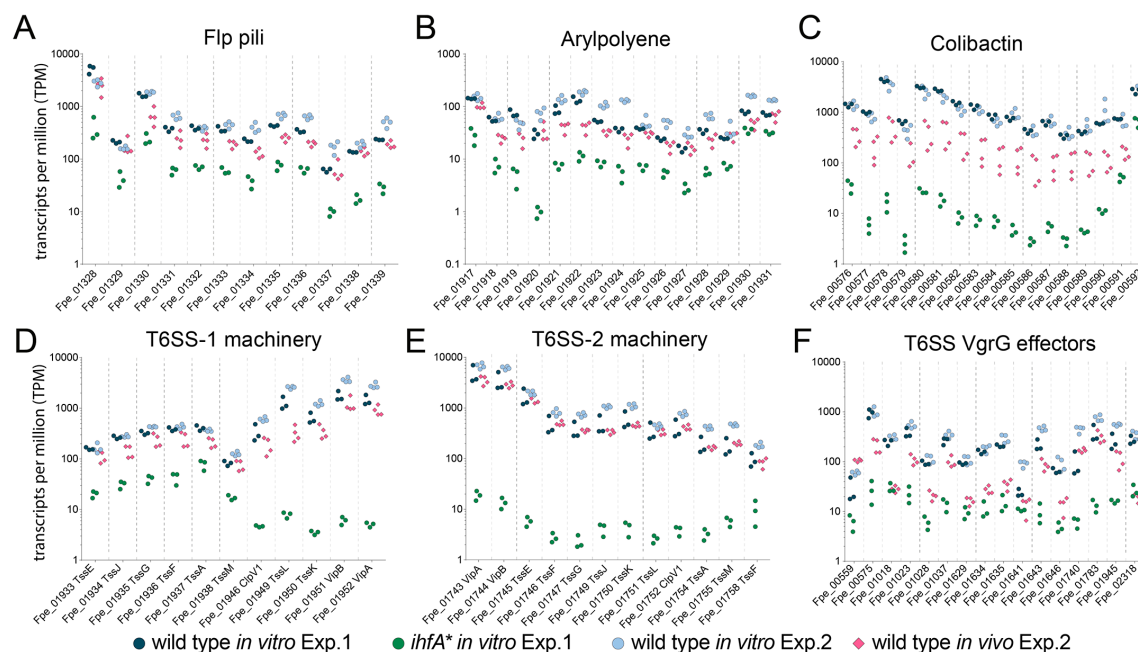 A
Flp pili
transcripts per million (TPM)
10000
1000
100
10
1
Fpe_01328
Fpe_01329
Fpe_01330
Fpe_01331
Fpe_01332
Fpe_01333
Fpe_01334
Fpe_01335
Fpe_01336
Fpe_01337
Fpe_01338
Fpe_01339
B
Arylpolyene
10000
1000
100
10
1
0.1
Fpe_01917
Fpe_01918
Fpe_01919
Fpe_01920
Fpe_01921
Fpe_01922
Fpe_01923
Fpe_01924
Fpe_01925
Fpe_01926
Fpe_01927
Fpe_01928
Fpe_01929
Fpe_01930
Fpe_01931
C
Colibactin
10000
1000
100
10
1
Fpe_00576
Fpe_00577
Fpe_00578
Fpe_00579
Fpe_00580
Fpe_00581
Fpe_00582
Fpe_00583
Fpe_00584
Fpe_00585
Fpe_00586
Fpe_00587
Fpe_00588
Fpe_00589
Fpe_00590
Fpe_00591
Fpe_00592
D
T6SS-1 machinery
transcripts per million (TPM)
10000
1000
100
10
1
Fpe_01933 TssE
Fpe_01934 TssJ
Fpe_01935 TssG
Fpe_01936 TssF
Fpe_01937 TssA
Fpe_01938 TssM
Fpe_01946 ClpV1
Fpe_01949 TssL
Fpe_01950 TssK
Fpe_01951 VipB
Fpe_01952 VipA
E
T6SS-2 machinery
10000
1000
100
10
1
Fpe_01743 VipA
Fpe_01744 VipB
Fpe_01745 TssE
Fpe_01746 TssF
Fpe_01747 TssG
Fpe_01749 TssJ
Fpe_01750 TssK
Fpe_01751 TssL
Fpe_01752 ClpV1
Fpe_01754 TssA
Fpe_01755 TssM
Fpe_01758 TssF
F
T6SS VgrG effectors
10000
1000
100
10
1
Fpe_00559
Fpe_00575
Fpe_01018
Fpe_01023
Fpe_01028
Fpe_01037
Fpe_01629
Fpe_01634
Fpe_01635
Fpe_01641
Fpe_01643
Fpe_01646
Fpe_01740
Fpe_01783
Fpe_01945
Fpe_02318
wild type in vitro Exp.1
ihfA* in vitro Exp.1
wild type in vitro Exp.2
wild type in vivo Exp.2